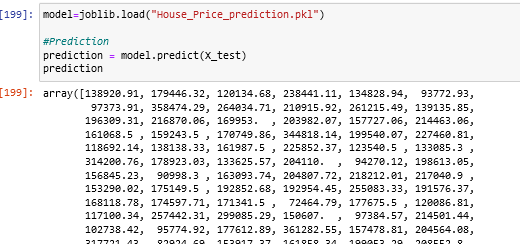 [199]: model=joblib.load("House_Price_prediction.pkl")
#Prediction
prediction = model.predict(X_test)
prediction
[199]: array([138920.91, 179446.32, 120134.68, 238441.11, 134828.94, 93772.93,
97373.91, 358474.29, 264034.71, 210915.92, 261215.49, 139135.85,
196309.31, 216870.06, 169953. , 203982.07, 157727.06, 214463.06,
161068.5 , 159243.5 , 170749.86, 344818.14, 199540.07, 227460.81,
118692.14, 138138.33, 161987.5 , 225852.37, 123540.5 , 133085.3 ,
314200.76, 178923.03, 133625.57, 204110. , 94270.12, 198613.05,
156845.23, 90998.3 , 163093.74, 204807.72, 218212.01, 217040.9 ,
153290.02, 175149.5 , 192852.68, 192954.45, 255083.33, 191576.37,
168118.78, 174597.71, 171341.5 , 72464.79, 177675.5 , 120086.81,
117100.34, 257442.31, 299085.29, 150607. , 97384.57, 214501.44,
102738.42, 95774.92, 177612.89, 361282.55, 157478.81, 204564.08,